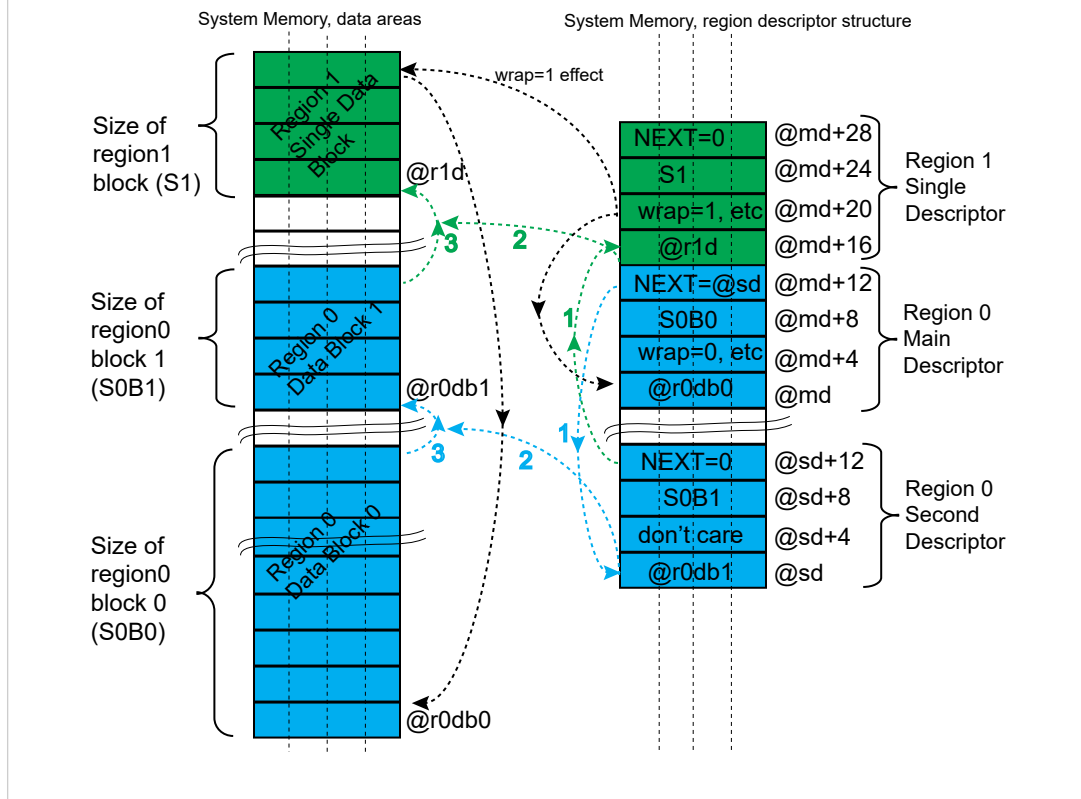 System Memory, data areas
System Memory, region descriptor structure
wrap=1 effect
Size of
region1
block (S1)
Region 1
Single Data
Block
@r1d
3
2
1
NEXT=0
@md+28
S1
@md+24
wrap=1, etc
@md+20
@r1d
@md+16
Region 1
Single
Descriptor
Size of
region0
block 1
(S0B1)
Region 0
Data Block 1
@r0db1
3
2
1
NEXT=@sd
@md+12
S0B0
@md+8
wrap=0, etc
@md+4
@r0db0
@md
Region 0
Main
Descriptor
Size of
region0
block 0
(S0B0)
Region 0
Data Block 0
@r0db0
NEXT=0
@sd+12
S0B1
@sd+8
don't care
@sd+4
@r0db1
@sd
Region 0
Second
Descriptor